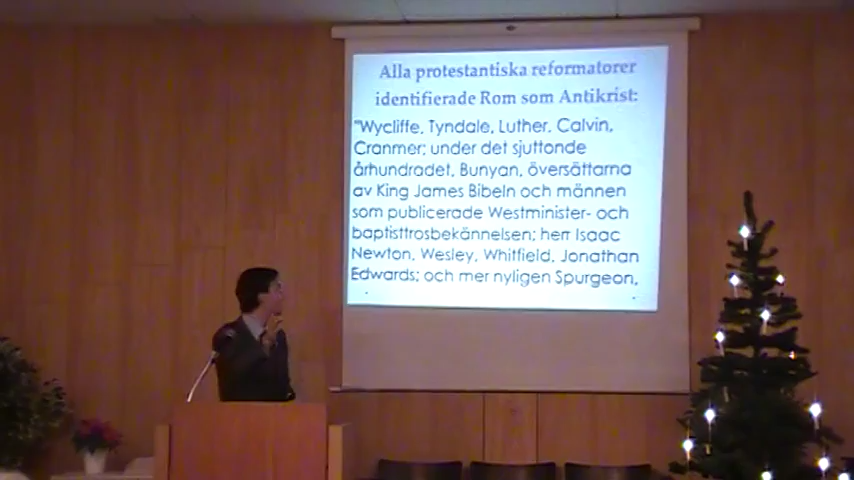 Alla protestantiska reformatorer
identifierade Rom som Antikrist:
"Wycliffe, Tyndale, Luther, Calvin,
Cranmer; under det sjuttonde
århundradet, Bunyan, översättarna
av King James Bibeln och männen
som publicerade Westminister- och
baptisttrosbekännelsen; herr Isaac
Newton, Wesley, Whitfield, Jonathan
Edwards; och mer nyligen Spurgeon,